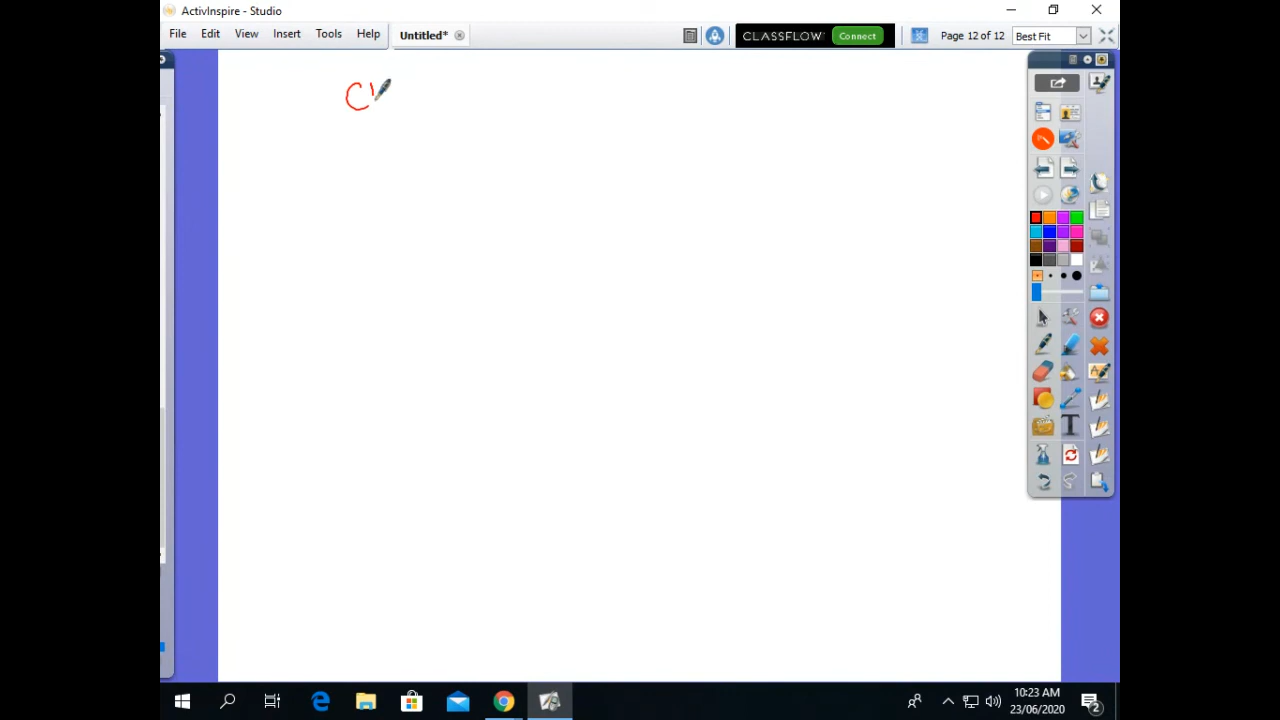 ActivInspire - Studio
File Edit View Insert Tools Help Untitled* CLASSFLOW Connect Page 12 of 12 Best Fit
C
T
10:23 AM
23/06/2020
2